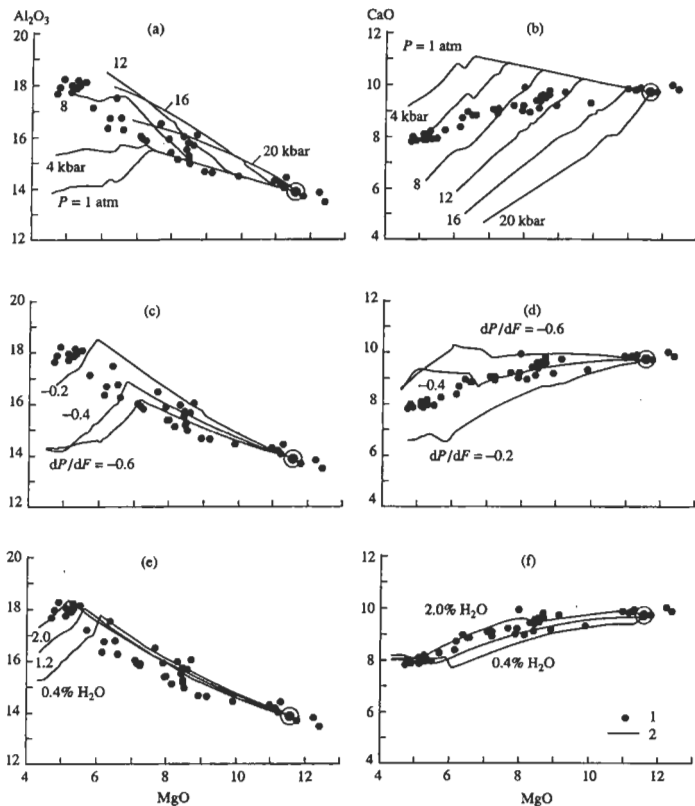 Al₂O₃
(a)
20
18
16
14
12
12
16
20 kbar
8
4 kbar
P = 1 atm
CaO
(b)
12
10
8
6
4
P = 1 atm
4 kbar
8
12
16
20 kbar
(c)
20
18
16
14
12
−0.2
−0.4
dP/dF = −0.6
(d)
12
10
8
6
4
dP/dF = −0.6
−0.4
dP/dF = −0.2
(e)
20
18
16
14
12
2.0
1.2
0.4% H₂O
4 6 8 10 12
MgO
(f)
12
10
8
6
4
2.0% H₂O
0.4% H₂O
1
2
4 6 8 10 12
MgO